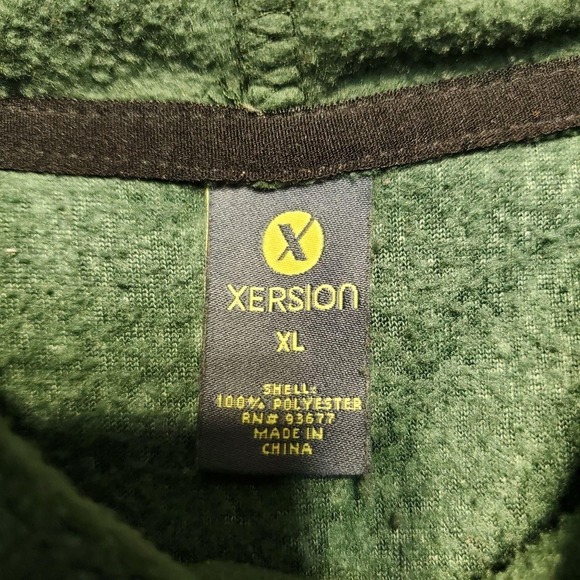 X
XERSION
XL
SHELL:
100% POLYESTER
RN# 93677
MADE IN
CHINA